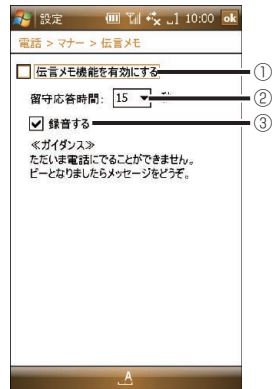 設定 1 10:00 ok
電話 > マナー > 伝言メモ
伝言メモ機能を有効にする ①
留守応答時間: 15 秒 ②
録音する ③
≪ガイダンス≫
ただいま電話にでることができません。
ピーとなりましたらメッセージをどうぞ。
A